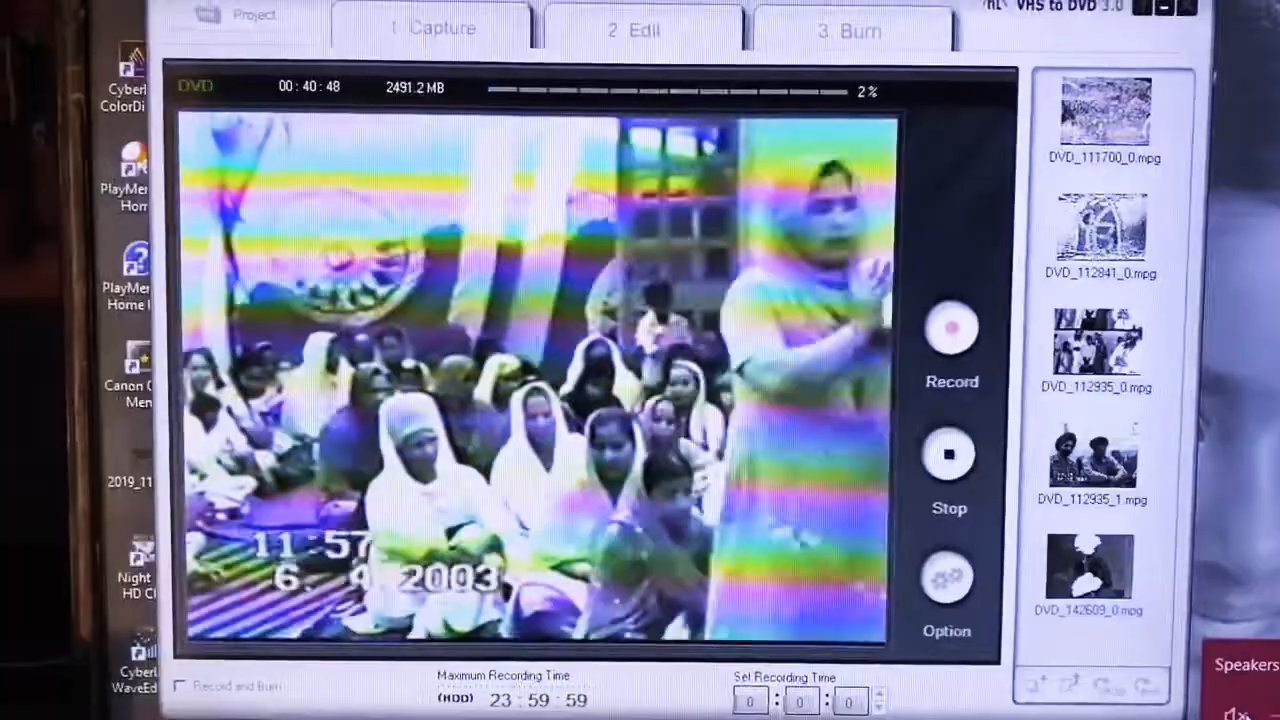 Project
1 Capture
2 Edit
3 Burn
VHS to DVD 3.0
DVD
00 : 40 : 48
2491.2 MB
2 %
CyberL
ColorDi
PlayMe
Hom
PlayMe
Home
Canon
Men
2019_11
Night
HD Cl
Cyberl
WaveEd
11:57
6. 4. 2003
Record
Stop
Option
DVD_111700_0.mpg
DVD_112841_0.mpg
DVD_112935_0.mpg
DVD_112935_1.mpg
DVD_142609_0.mpg
Record and Burn
Maximum Recording Time
(HDD) 23 : 59 : 59
Set Recording Time
0 : 0 : 0
Speakers